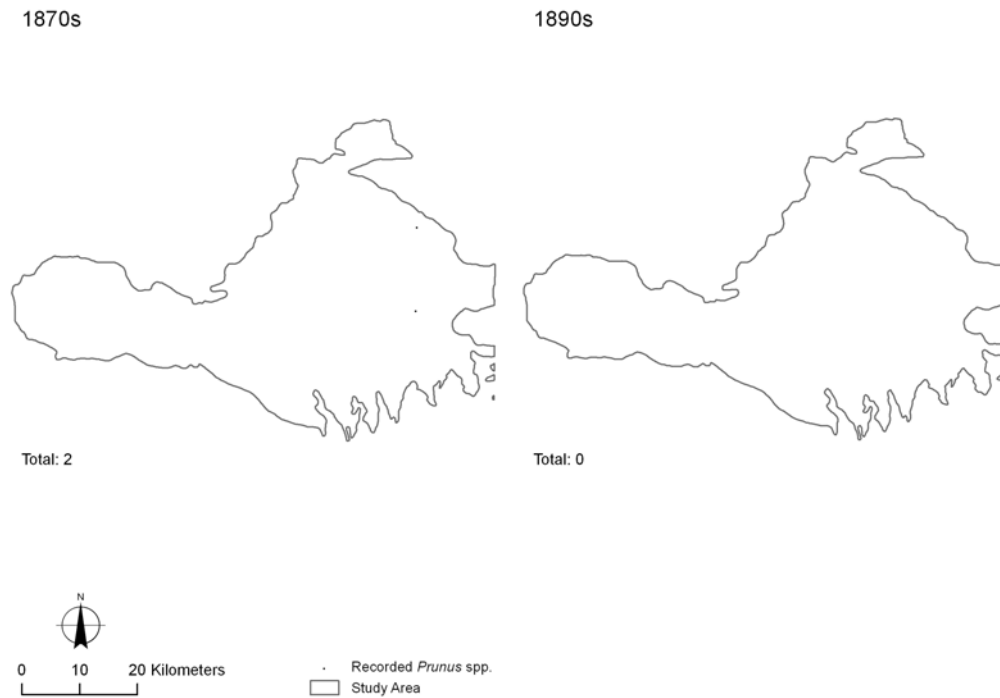 1870s
1890s
Total: 2
Total: 0
N
0 10 20 Kilometers
Recorded Prunus spp.
Study Area